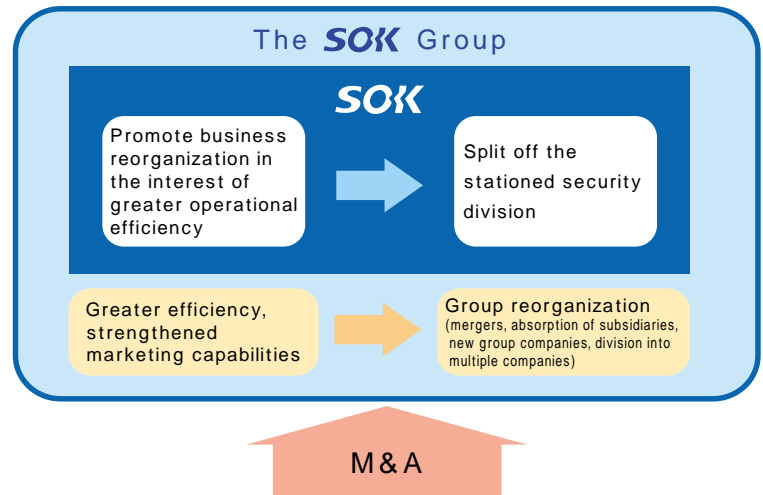 The SOK Group
SOK
Promote business
reorganization in
the interest of
greater operational
efficiency
Split off the
stationed security
division
Greater efficiency,
strengthened
marketing capabilities
Group reorganization
(mergers, absorption of subsidiaries,
new group companies, division into
multiple companies)
M&A